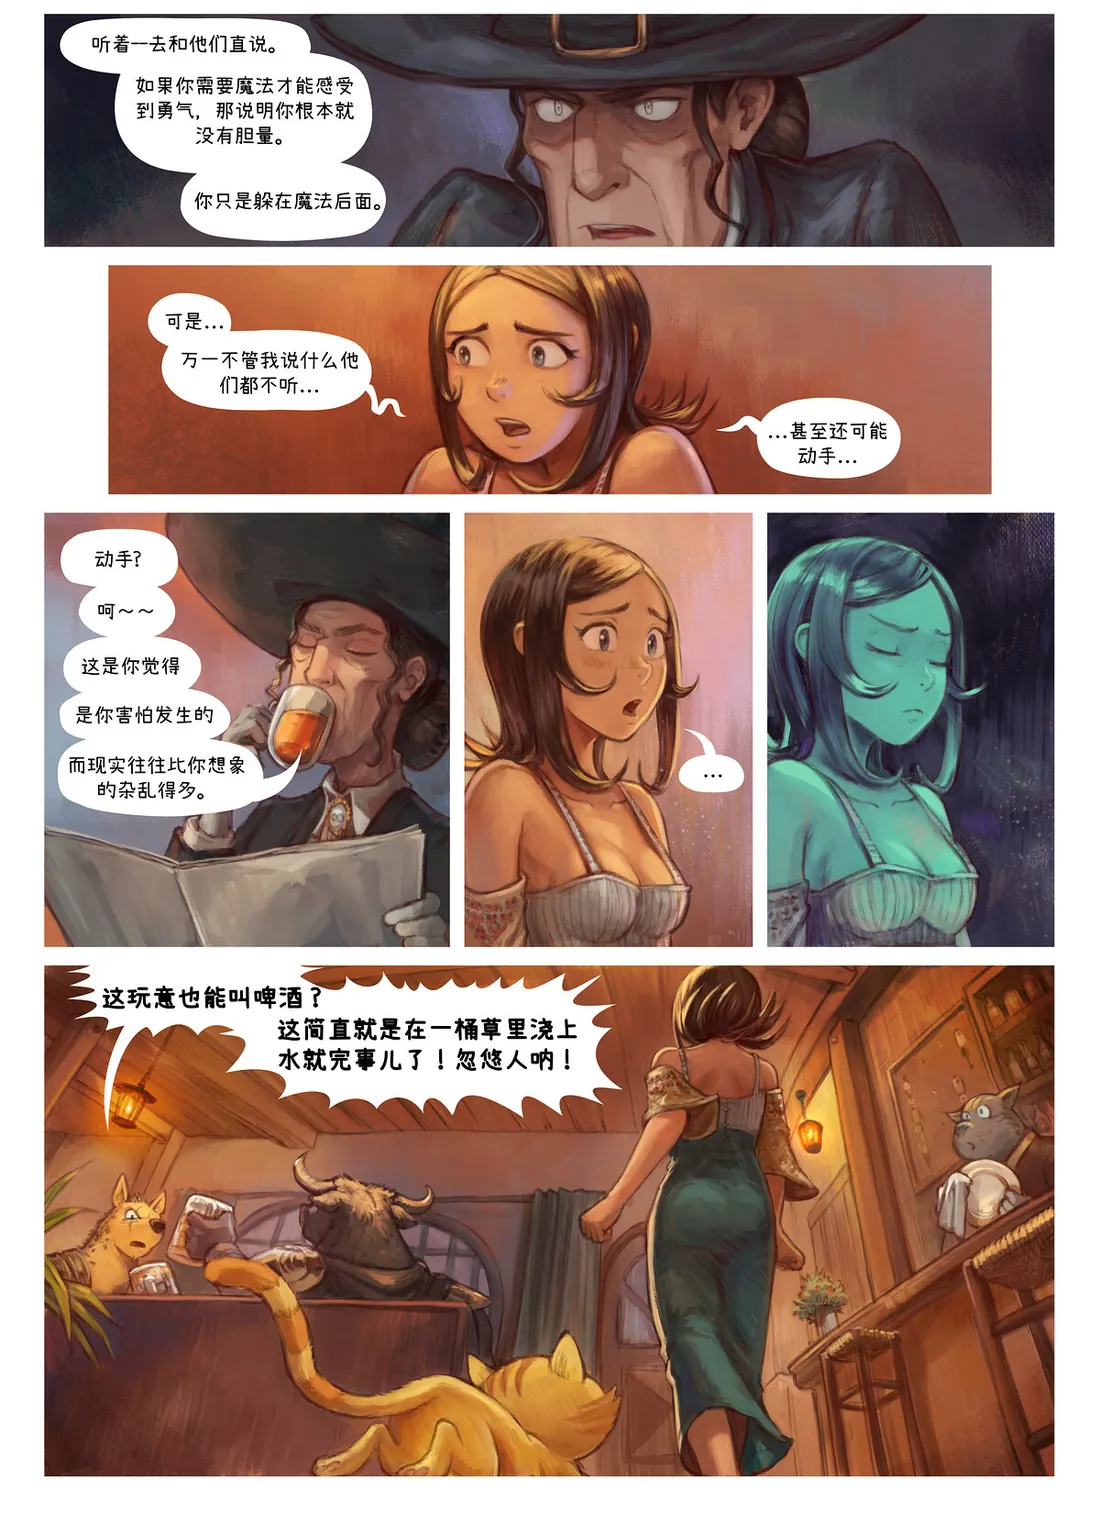 听着—去和他们直说。
如果你需要魔法才能感受
到勇气，那说明你根本就
没有胆量。
你只是躲在魔法后面。
可是...
万一不管我说什么他
们都不听...
...甚至还可能
动手...
动手?
呵～～
这是你觉得
是你害怕发生的
而现实往往比你想象
的杂乱得多。
...
这玩意也能叫啤酒？
这简直就是在一桶草里浇上
水就完事儿了！忽悠人呐！